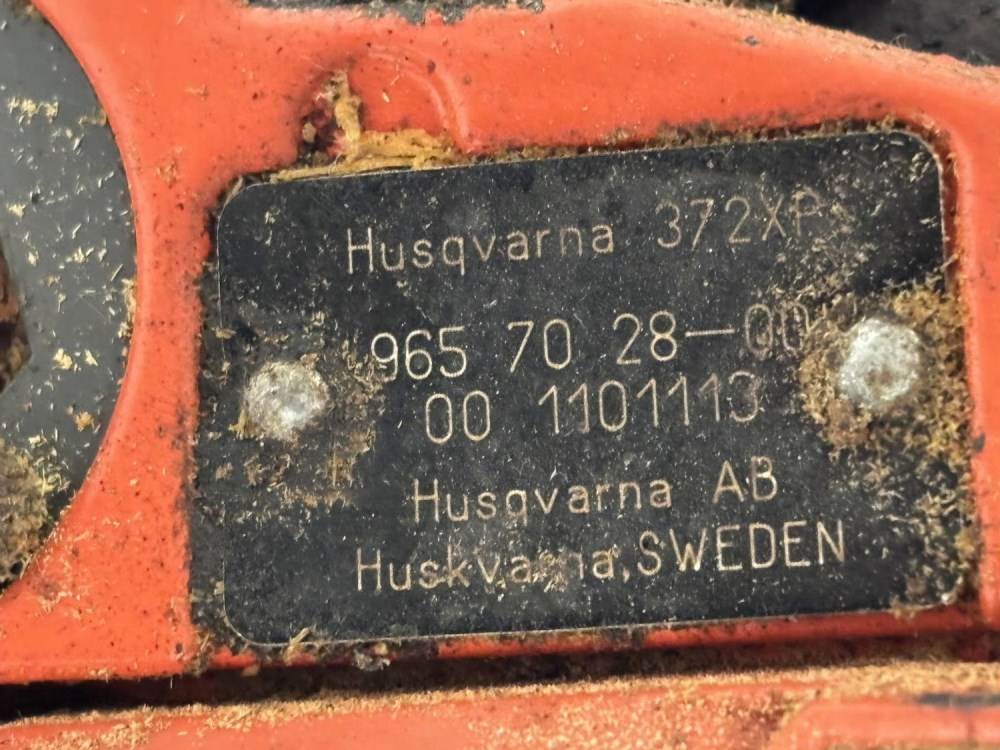 Husqvarna 372XP
965 70 28-00
00 1101113
Husqvarna AB
Huskvarna, SWEDEN